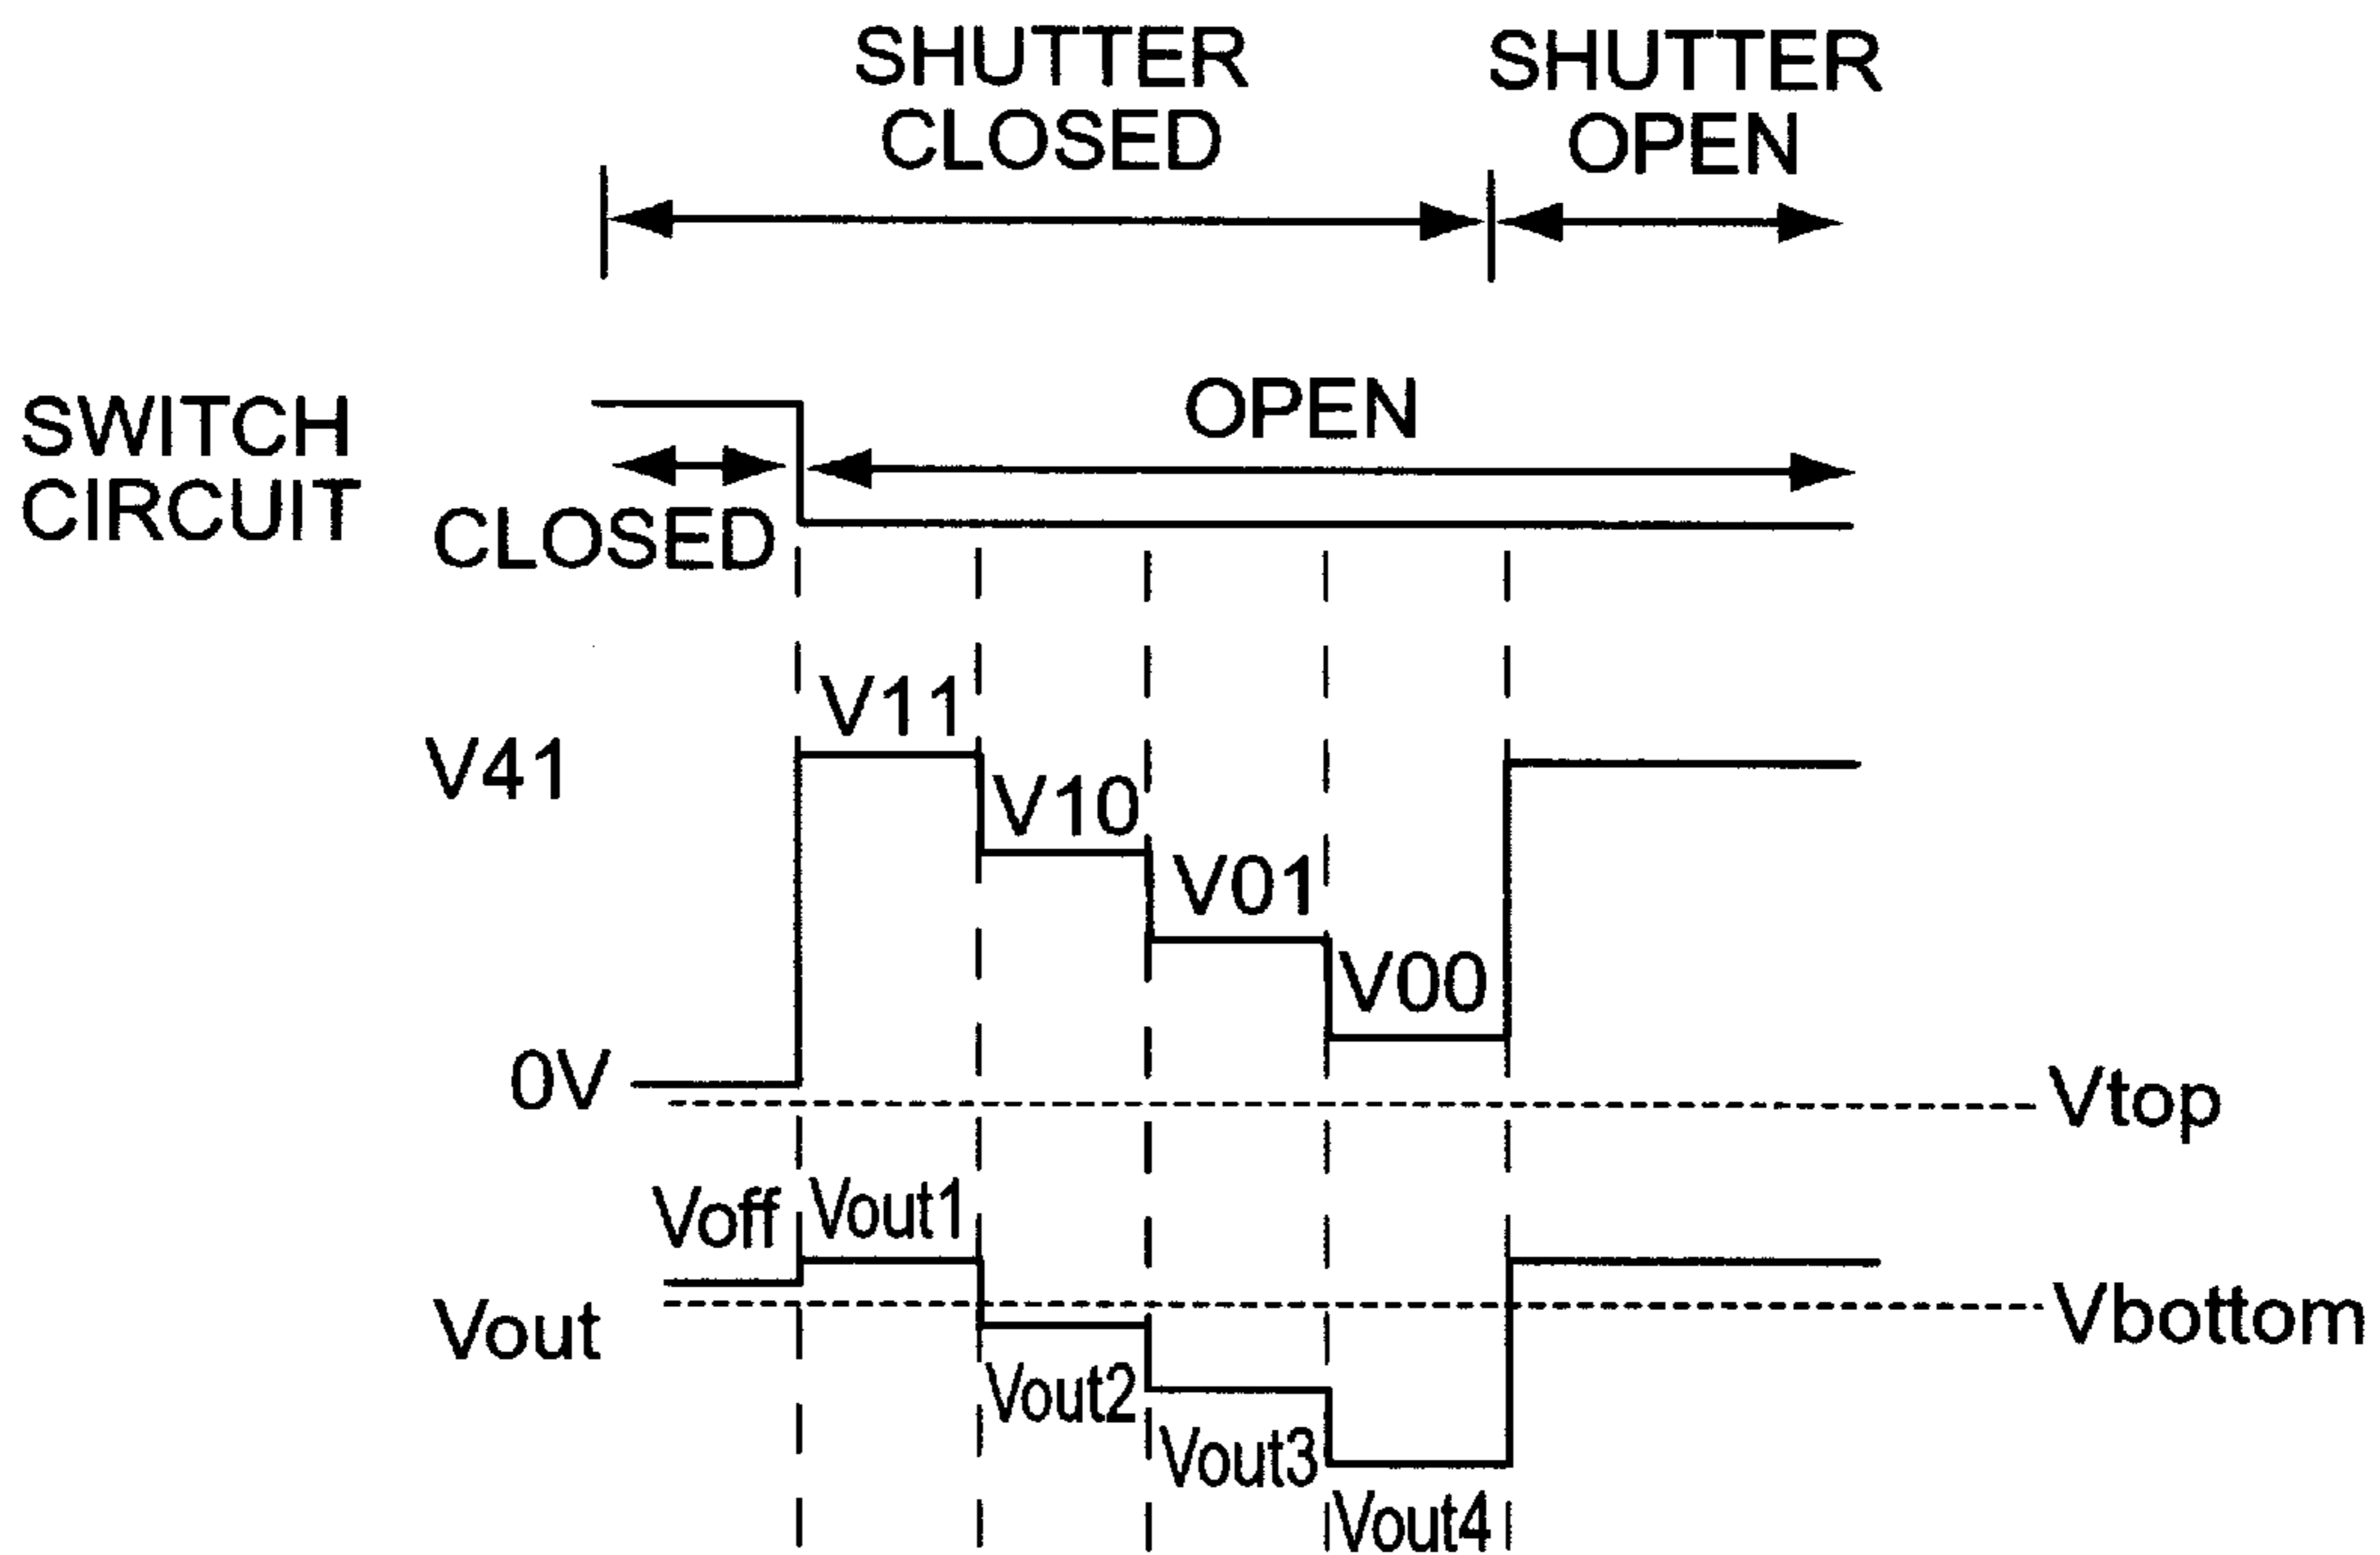 SHUTTER
CLOSED
SHUTTER
OPEN
SWITCH
CIRCUIT
OPEN
CLOSED
V41
V11
V10
V01
V00
0V
Vtop
Voff
Vout1
Vout
Vbottom
Vout2
Vout3
Vout4